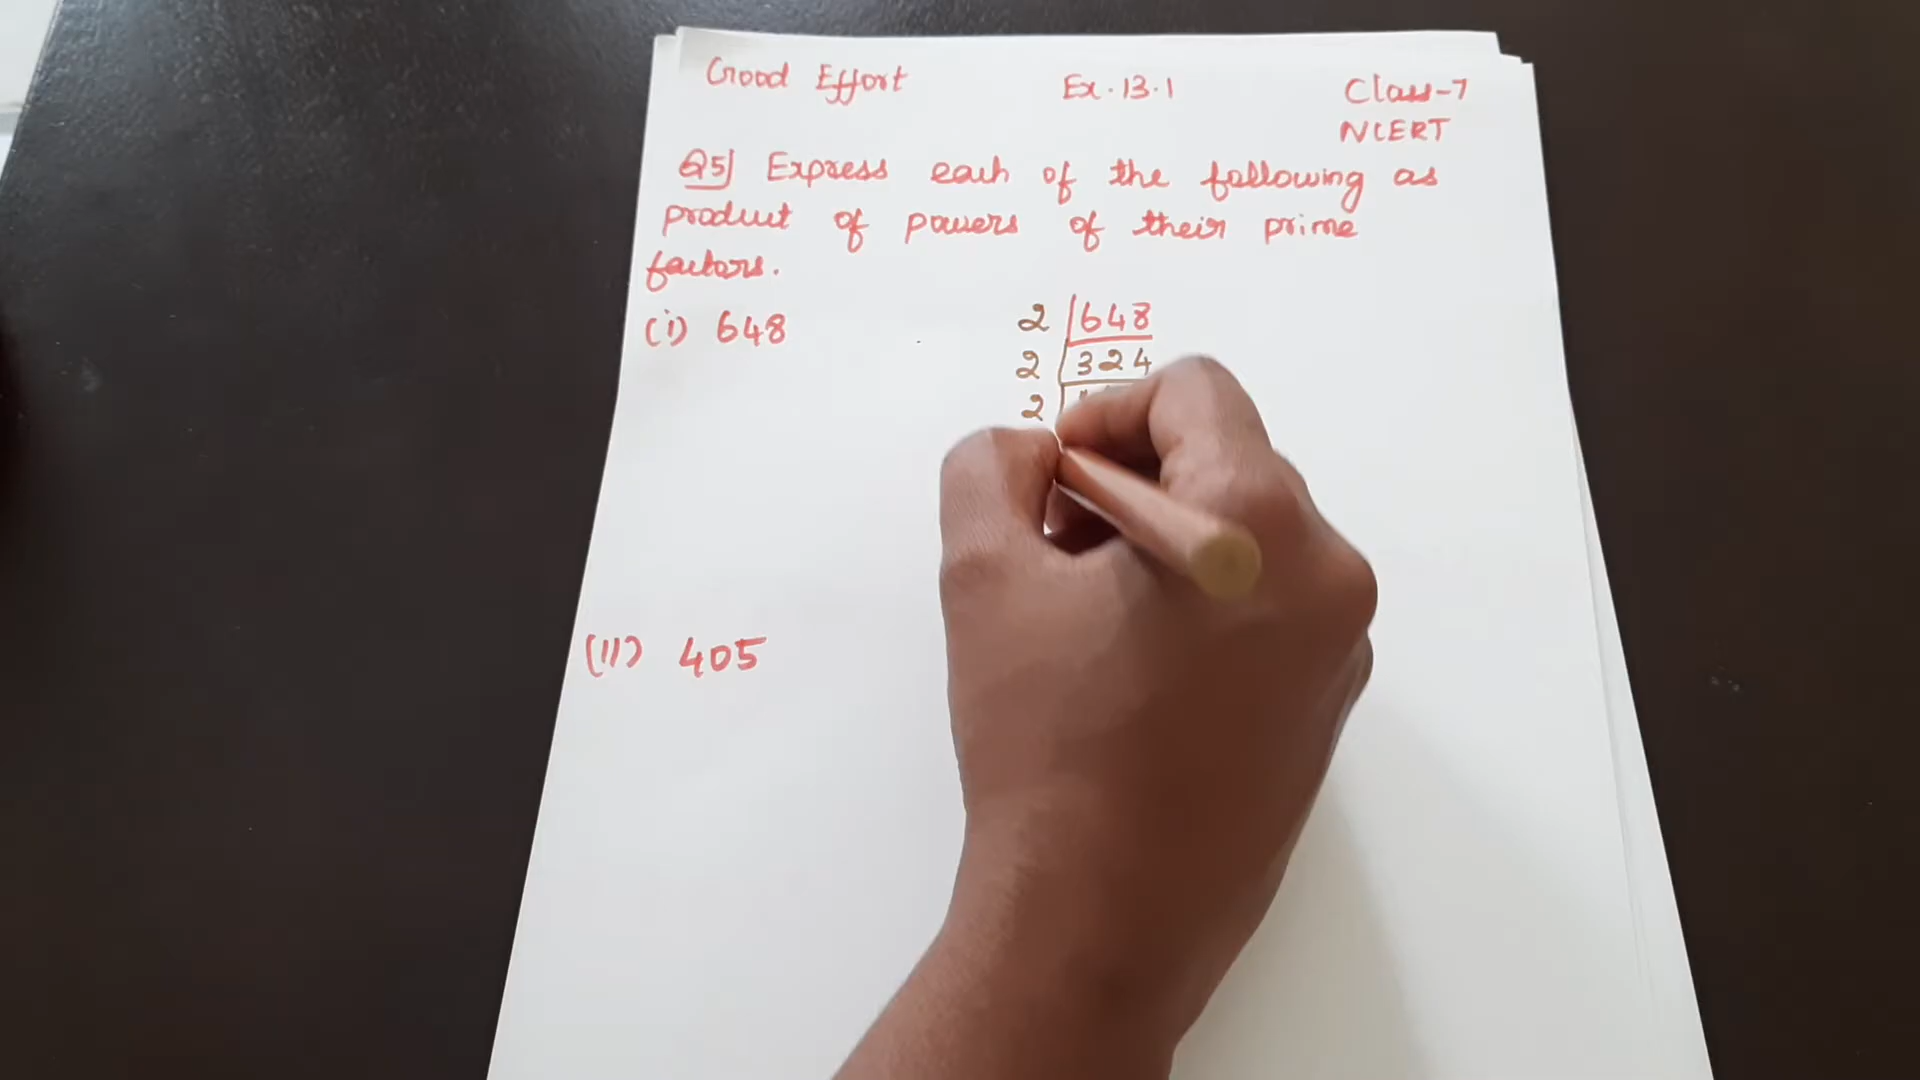 Good Effort Ex. 13.1 Class-7
NCERT
Q5] Express each of the following as
product of powers of their prime
factors.
(i) 648 2 648
2 324
2
(ii) 405